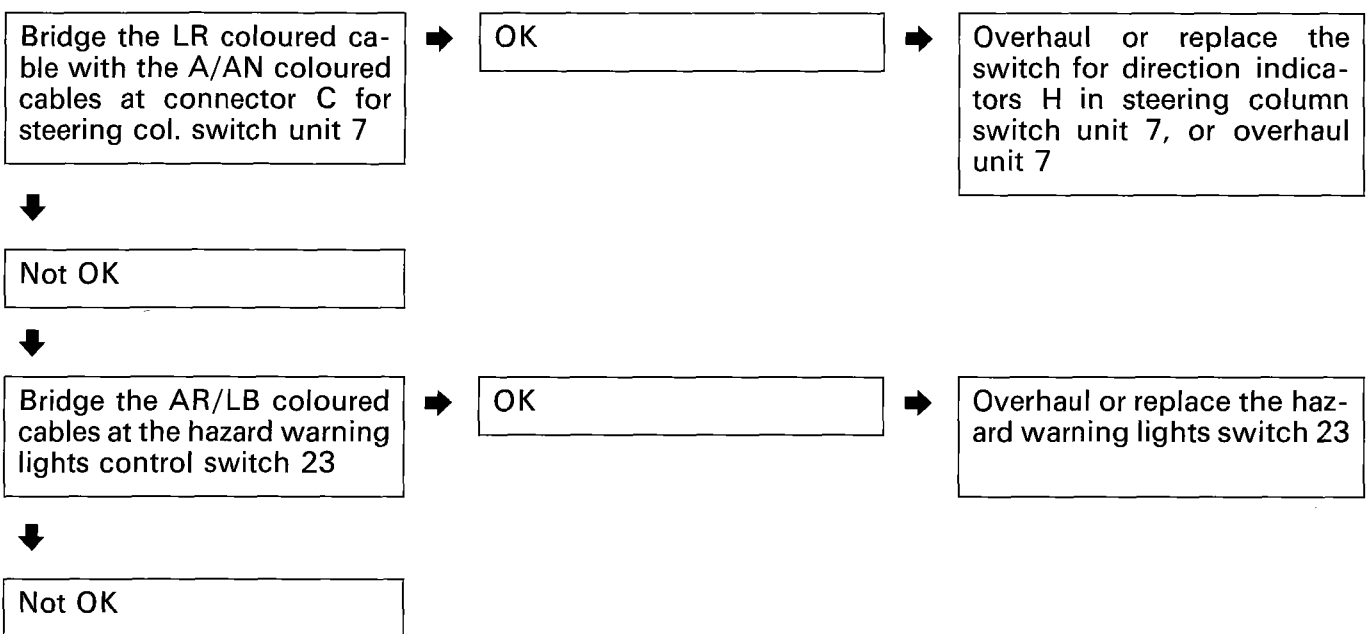 Bridge the LR coloured ca-
ble with the A/AN coloured
cables at connector C for
steering col. switch unit 7
OK
Overhaul or replace the
switch for direction indica-
tors H in steering column
switch unit 7, or overhaul
unit 7
Not OK
Bridge the AR/LB coloured
cables at the hazard warning
lights control switch 23
OK
Overhaul or replace the haz-
ard warning lights switch 23
Not OK